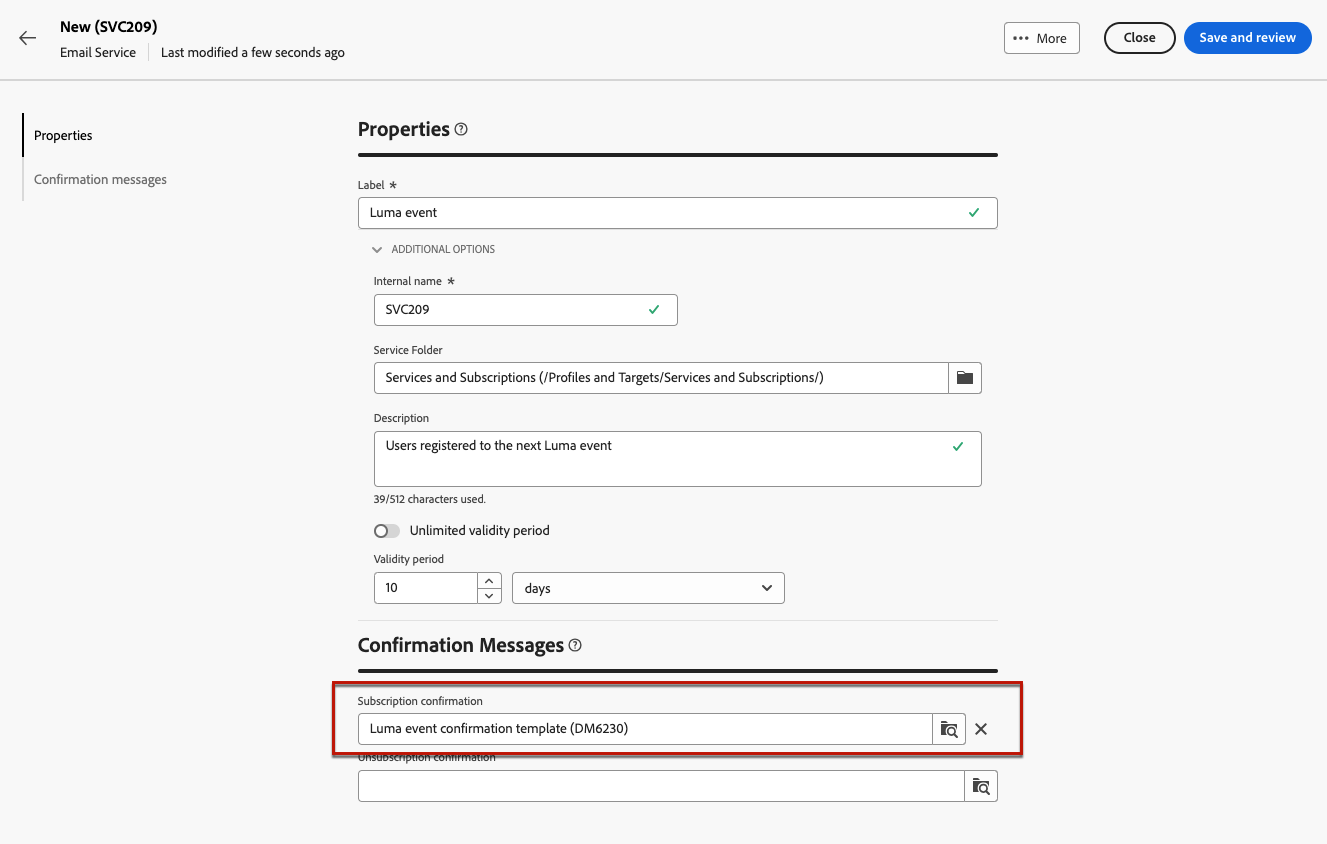 New (SVC209)
Email Service Last modified a few seconds ago
More
Close
Save and review
Properties
Confirmation messages
Properties
Label *
Luma event
ADDITIONAL OPTIONS
Internal name *
SVC209
Service Folder
Services and Subscriptions (/Profiles and Targets/Services and Subscriptions/)
Description
Users registered to the next Luma event
39/512 characters used.
Unlimited validity period
Validity period
10
days
Confirmation Messages
Subscription confirmation
Luma event confirmation template (DM6230)
Unsubscription confirmation